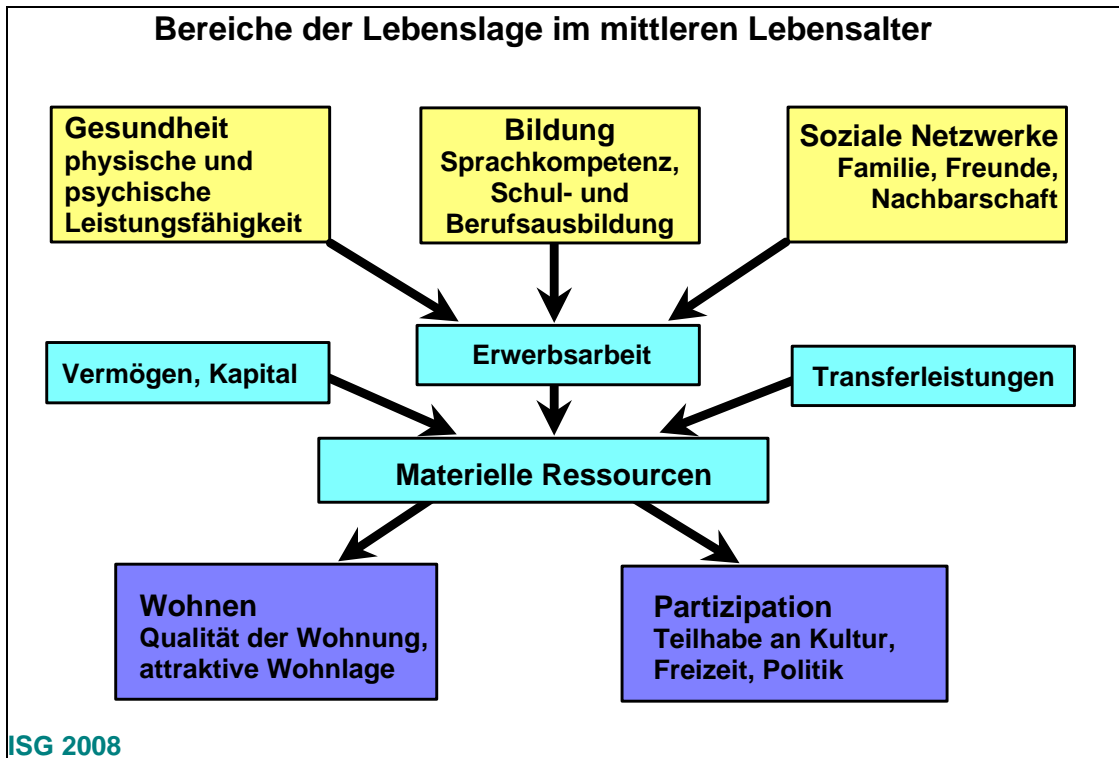 Bereiche der Lebenslage im mittleren Lebensalter
Gesundheit
physische und
psychische
Leistungsfähigkeit
Bildung
Sprachkompetenz,
Schul- und
Berufsausbildung
Soziale Netzwerke
Familie, Freunde,
Nachbarschaft
Erwerbsarbeit
Vermögen, Kapital
Transferleistungen
Materielle Ressourcen
Wohnen
Qualität der Wohnung,
attraktive Wohnlage
Partizipation
Teilhabe an Kultur,
Freizeit, Politik
ISG 2008